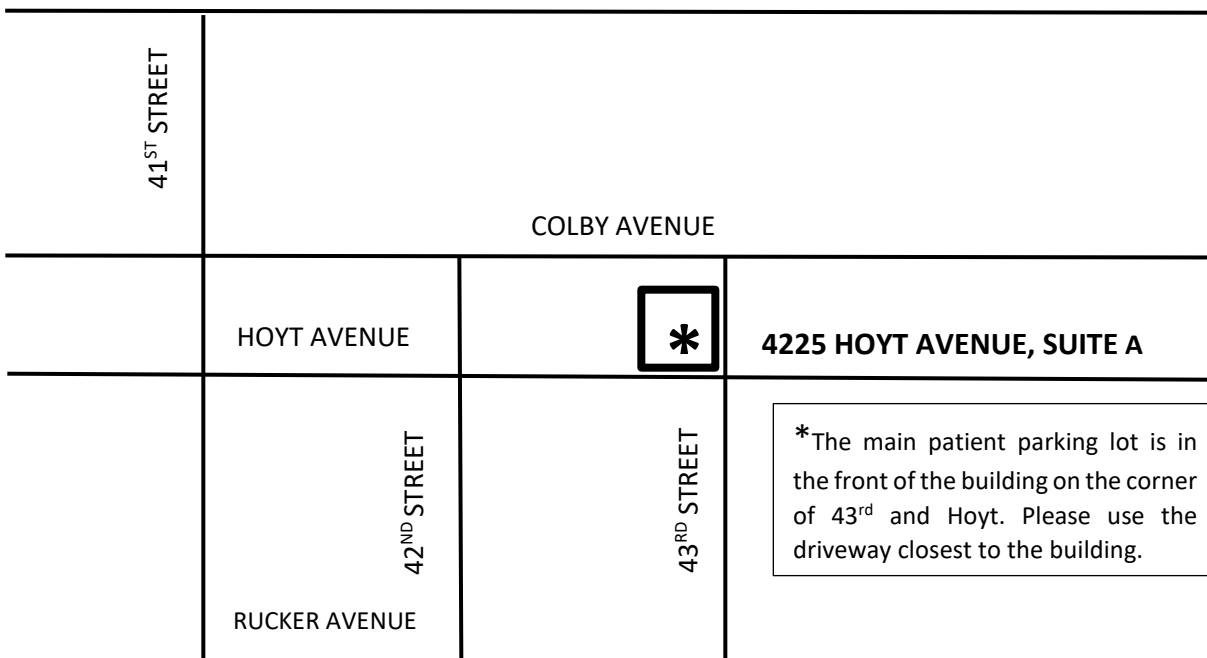 41ST STREET
COLBY AVENUE
HOYT AVENUE
*
4225 HOYT AVENUE, SUITE A
42ND STREET
43RD STREET
*The main patient parking lot is in
the front of the building on the corner
of 43rd and Hoyt. Please use the
driveway closest to the building.
RUCKER AVENUE